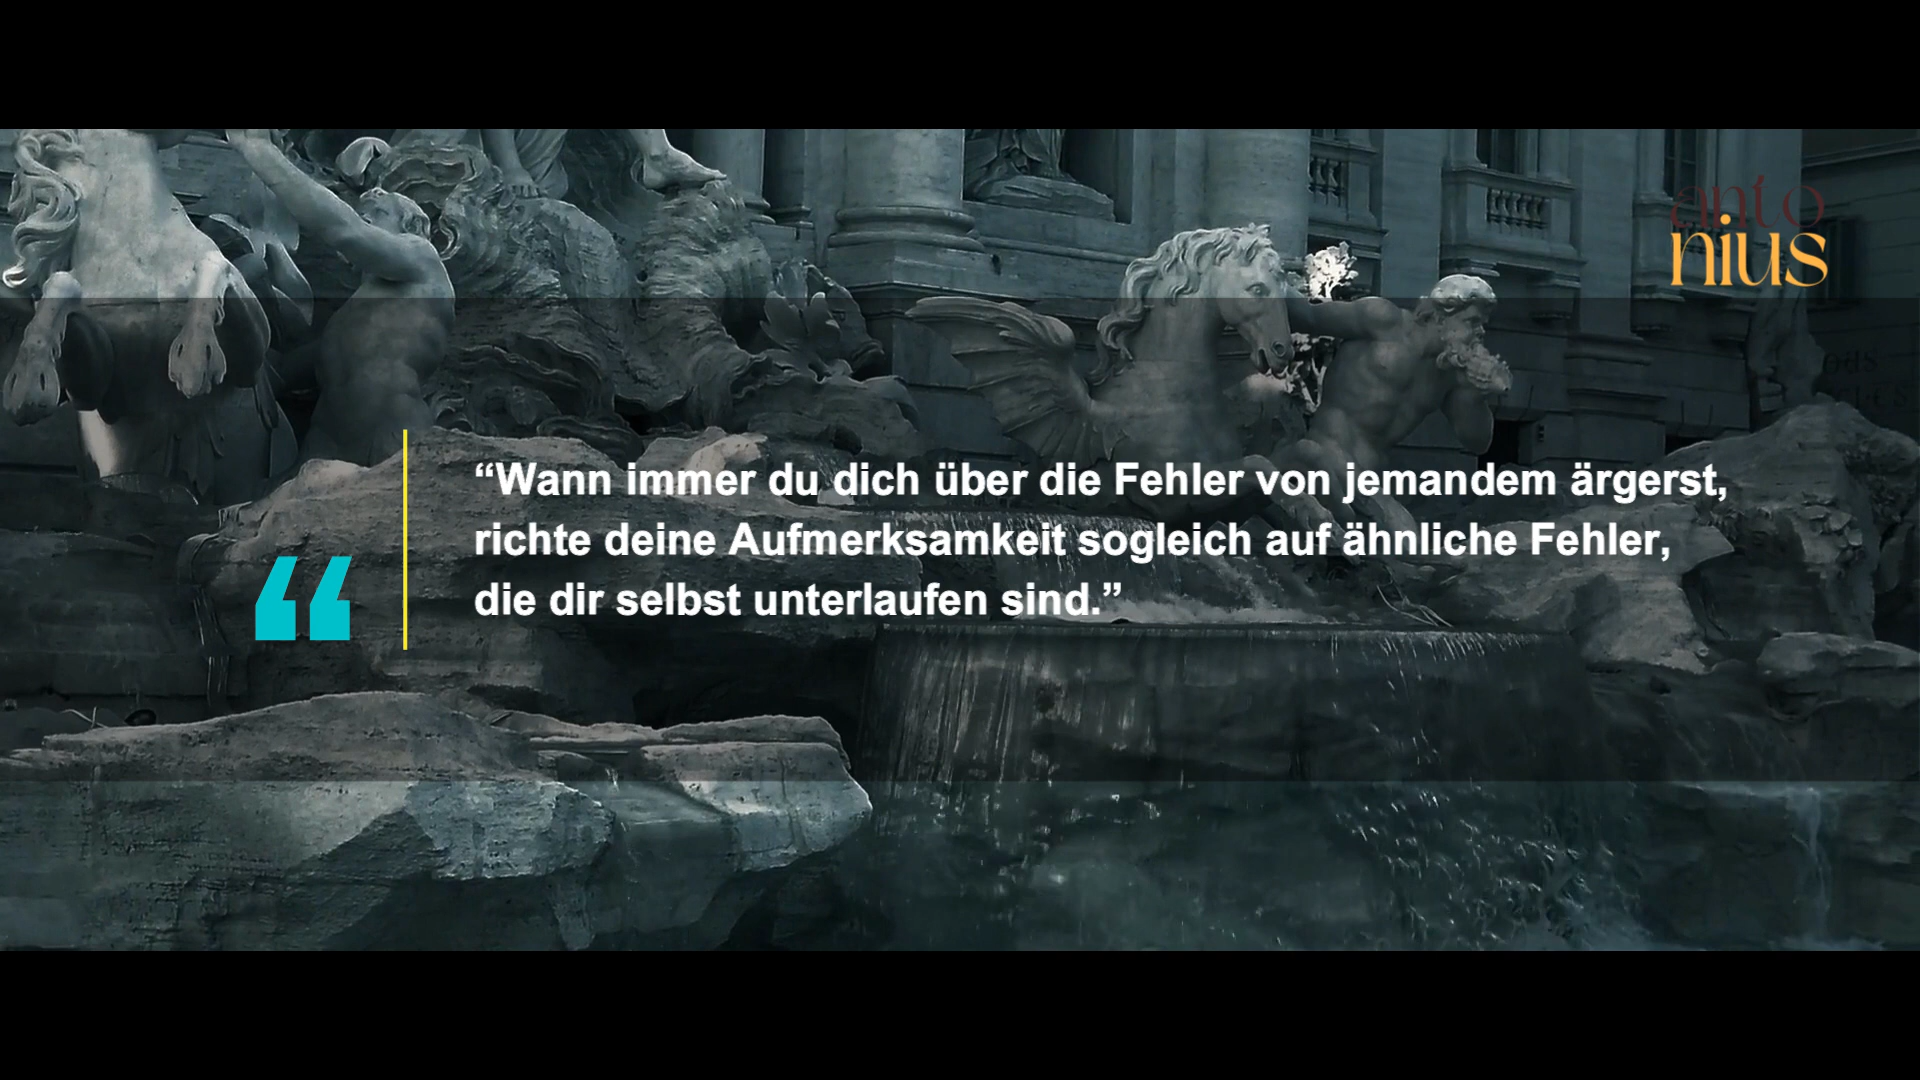 anto
nius
“Wann immer du dich über die Fehler von jemandem ärgerst,
richte deine Aufmerksamkeit sogleich auf ähnliche Fehler,
die dir selbst unterlaufen sind.”